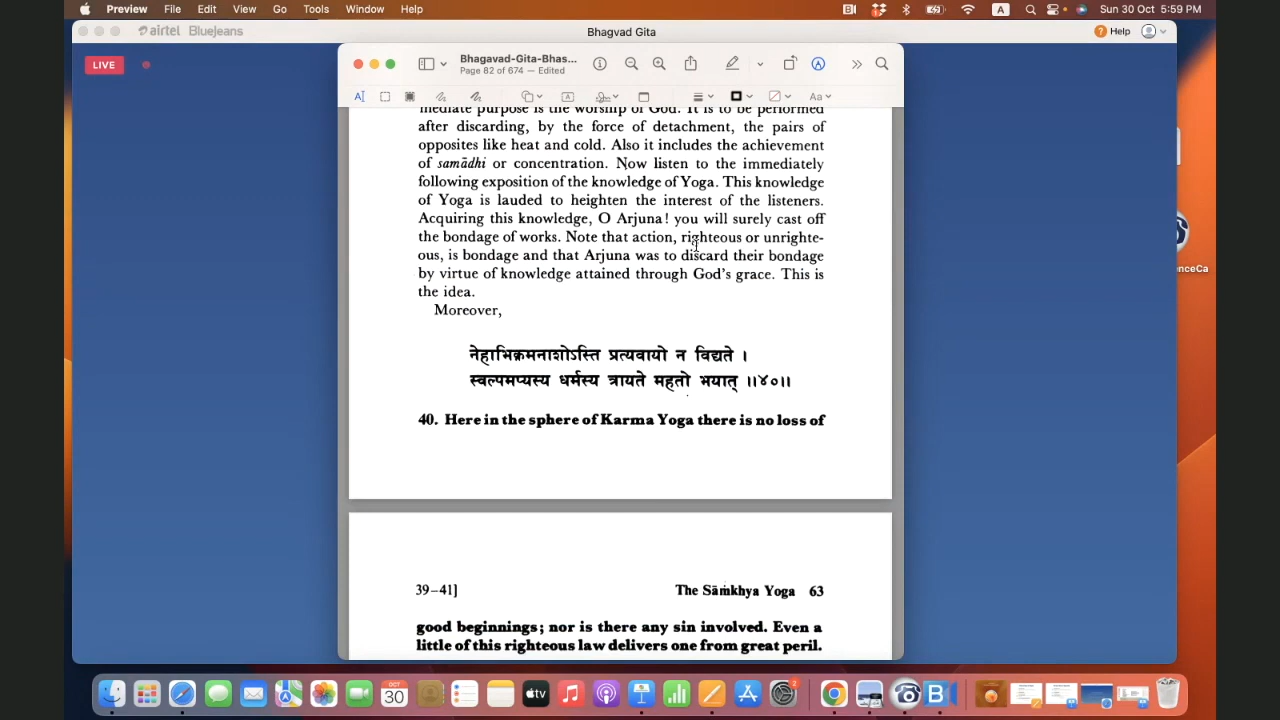 Preview File Edit View Go Tools Window Help Sun 30 Oct 5:59 PM
airtel Bluejeans
Bhagvad Gita
Help
LIVE
Bhagavad-Gita-Bhas...
Page 82 of 674 — Edited
mediate purpose is the worship of God. It is to be performed
after discarding, by the force of detachment, the pairs of
opposites like heat and cold. Also it includes the achievement
of samādhi or concentration. Now listen to the immediately
following exposition of the knowledge of Yoga. This knowledge
of Yoga is lauded to heighten the interest of the listeners.
Acquiring this knowledge, O Arjuna! you will surely cast off
the bondage of works. Note that action, righteous or unrighte-
ous, is bondage and that Arjuna was to discard their bondage
by virtue of knowledge attained through God's grace. This is
the idea.
Moreover,
नेहाभिक्रमनाशोऽस्ति प्रत्यवायो न विद्यते ।
स्वल्पमप्यस्य धर्मस्य त्रायते महतो भयात् ।।४०।।
40. Here in the sphere of Karma Yoga there is no loss of
39–41] The Sāṁkhya Yoga 63
good beginnings; nor is there any sin involved. Even a
little of this righteous law delivers one from great peril.
enceCa
OCT
30
tv
2